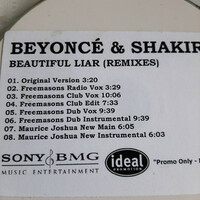 BEYONCÉ & SHAKIR
BEAUTIFUL LIAR (REMIXES)
01. Original Version 3:20
02. Freemasons Radio Vox 3:29
03. Freemasons Club Vox 10:06
04. Freemasons Club Edit 7:33
05. Freemasons Dub Vox 9:39
06. Freemasons Dub Instrumental 9:39
07. Maurice Joshua New Main 6:05
08. Maurice Joshua New Instrumental 6:03
SONY BMG
MUSIC ENTERTAINMENT
ideal
PROMOTION
"Promo Only -